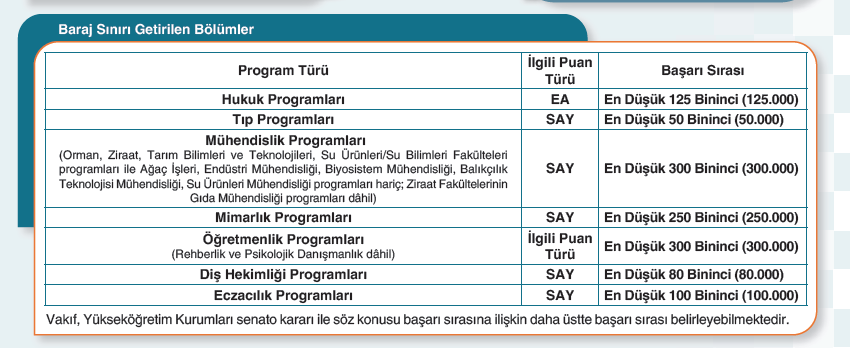 Baraj Sınırı Getirilen Bölümler
Program Türü
İlgili Puan
Türü
Başarı Sırası
Hukuk Programları
EA
En Düşük 125 Bininci (125.000)
Tıp Programları
SAY
En Düşük 50 Bininci (50.000)
Mühendislik Programları
(Orman, Ziraat, Tarım Bilimleri ve Teknolojileri, Su Ürünleri/Su Bilimleri Fakülteleri
programları ile Ağaç İşleri, Endüstri Mühendisliği, Biyosistem Mühendisliği, Balıkçılık
Teknolojisi Mühendisliği, Su Ürünleri Mühendisliği programları hariç; Ziraat Fakültelerinin
Gıda Mühendisliği programları dâhil)
SAY
En Düşük 300 Bininci (300.000)
Mimarlık Programları
SAY
En Düşük 250 Bininci (250.000)
Öğretmenlik Programları
(Rehberlik ve Psikolojik Danışmanlık dâhil)
İlgili Puan
Türü
En Düşük 300 Bininci (300.000)
Diş Hekimliği Programları
SAY
En Düşük 80 Bininci (80.000)
Eczacılık Programları
SAY
En Düşük 100 Bininci (100.000)
Vakıf, Yükseköğretim Kurumları senato kararı ile söz konusu başarı sırasına ilişkin daha üstte başarı sırası belirleyebilmektedir.